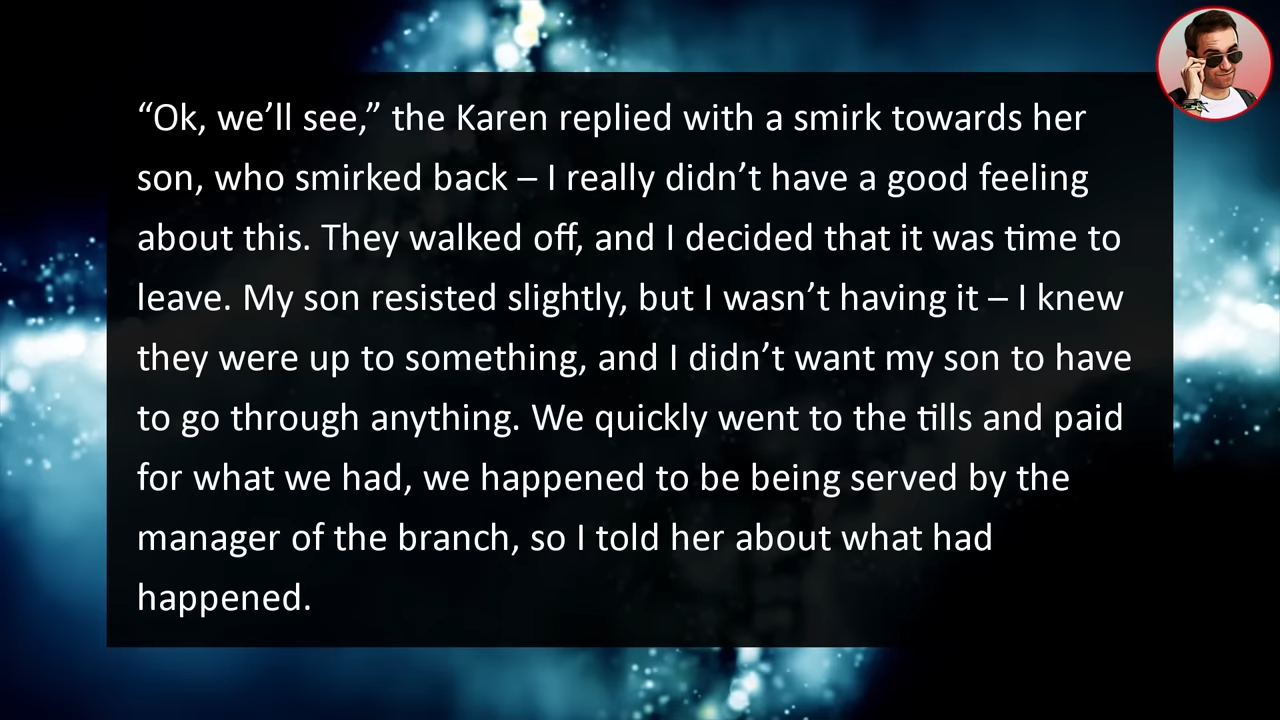 “Ok, we’ll see,” the Karen replied with a smirk towards her
son, who smirked back – I really didn’t have a good feeling
about this. They walked off, and I decided that it was time to
leave. My son resisted slightly, but I wasn’t having it – I knew
they were up to something, and I didn’t want my son to have
to go through anything. We quickly went to the tills and paid
for what we had, we happened to be being served by the
manager of the branch, so I told her about what had
happened.